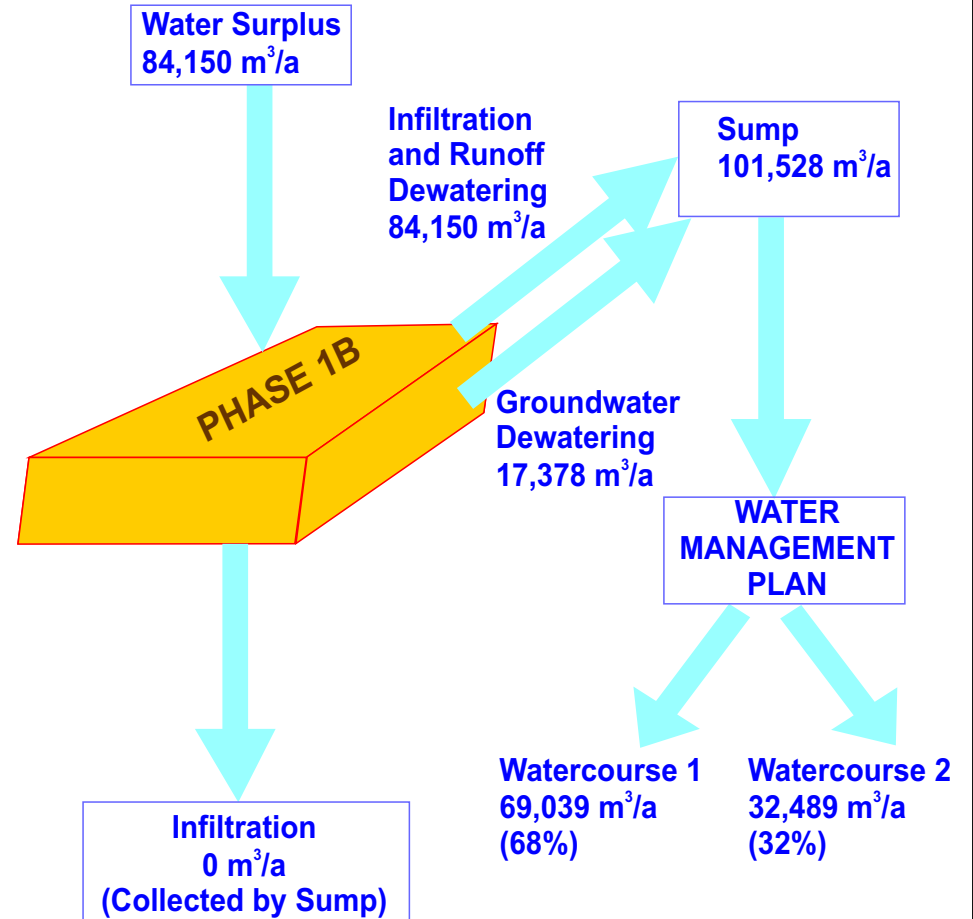 Water Surplus
84,150 m³/a
Infiltration
and Runoff
Dewatering
84,150 m³/a
Sump
101,528 m³/a
PHASE 1B
Groundwater
Dewatering
17,378 m³/a
WATER
MANAGEMENT
PLAN
Watercourse 1
69,039 m³/a
(68%)
Watercourse 2
32,489 m³/a
(32%)
Infiltration
0 m³/a
(Collected by Sump)